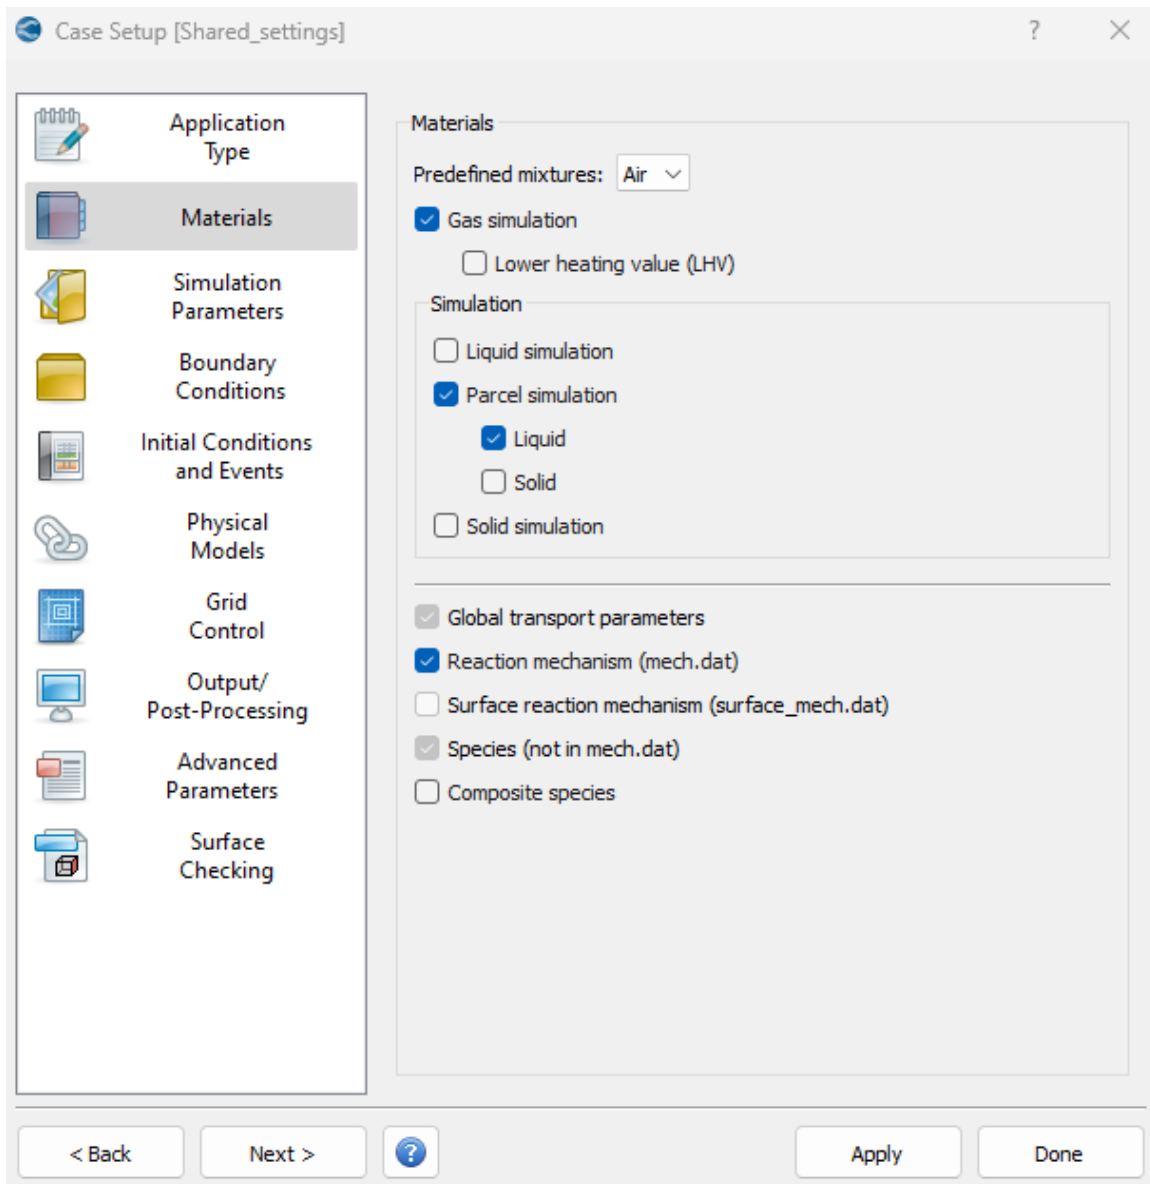 Case Setup [Shared_settings]
?
Application
Type
Materials
Simulation
Parameters
Boundary
Conditions
Initial Conditions
and Events
Physical
Models
Grid
Control
Output/
Post-Processing
Advanced
Parameters
Surface
Checking
Materials
Predefined mixtures: Air
Gas simulation
Lower heating value (LHV)
Simulation
Liquid simulation
Parcel simulation
Liquid
Solid
Solid simulation
Global transport parameters
Reaction mechanism (mech.dat)
Surface reaction mechanism (surface_mech.dat)
Species (not in mech.dat)
Composite species
< Back
Next >
?
Apply
Done